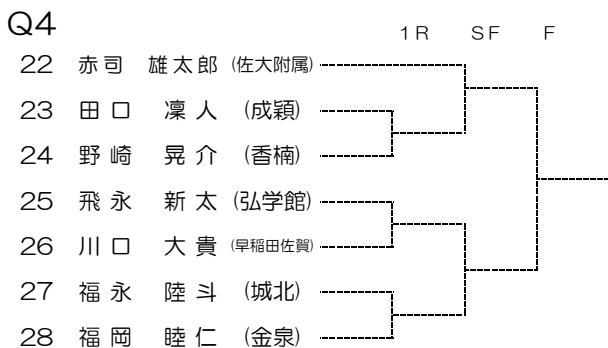 Q4
1R SF F
22 赤司 雄太郎 (佐大附属)
23 田口 凜人 (成穎)
24 野崎 晃介 (香楠)
25 飛永 新太 (弘学館)
26 川口 大貴 (早稲田佐賀)
27 福永 陸斗 (城北)
28 福岡 睦仁 (金泉)